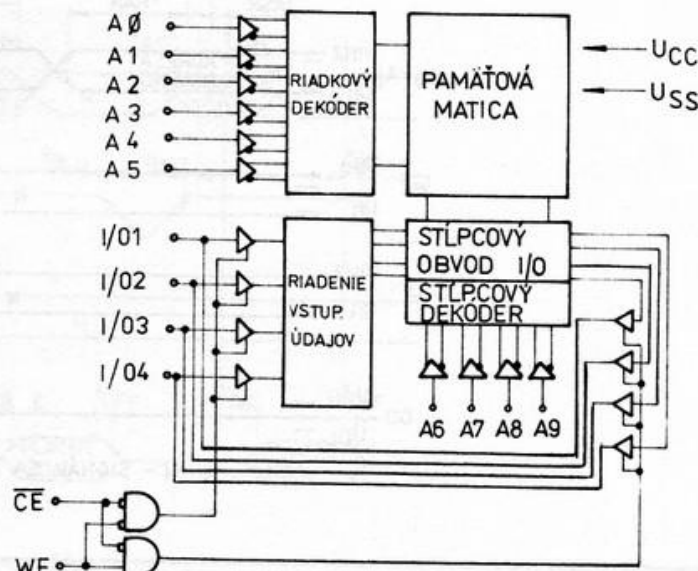 AØ
A1
A2
A3
A4
A5
RIADKOVÝ
DEKÓDER
PAMÄŤOVÁ
MATICA
UCC
USS
I/O1
I/O2
I/O3
I/O4
RIADENIE
VSTUP.
ÚDAJOV
STĹPCOVÝ
OBVOD I/O
STĹPCOVÝ
DEKÓDER
A6 A7 A8 A9
CE
WE